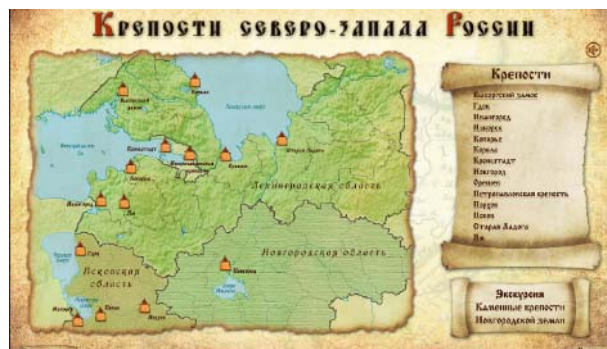 Крепости северо-запада России
Ленинградская область
Новгородская область
Псковская
область
Крепости
Выборгский замок
Гдов
Ивангород
Изборск
Копорье
Корела
Кронштадт
Новгород
Орешек
Петропавловская крепость
Порхов
Псков
Старая Ладога
Ям
Экскурсия
Каменные крепости
Новгородской земли